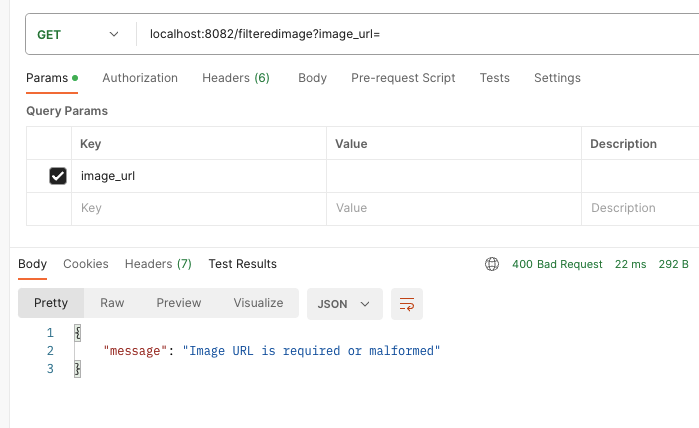 GET localhost:8082/filteredimage?image_url=
Params Authorization Headers (6) Body Pre-request Script Tests Settings
Query Params
Key Value Description
image_url
Key Value Description
Body Cookies Headers (7) Test Results 400 Bad Request 22 ms 292 B
Pretty Raw Preview Visualize JSON
1 {
2 "message": "Image URL is required or malformed"
3 }